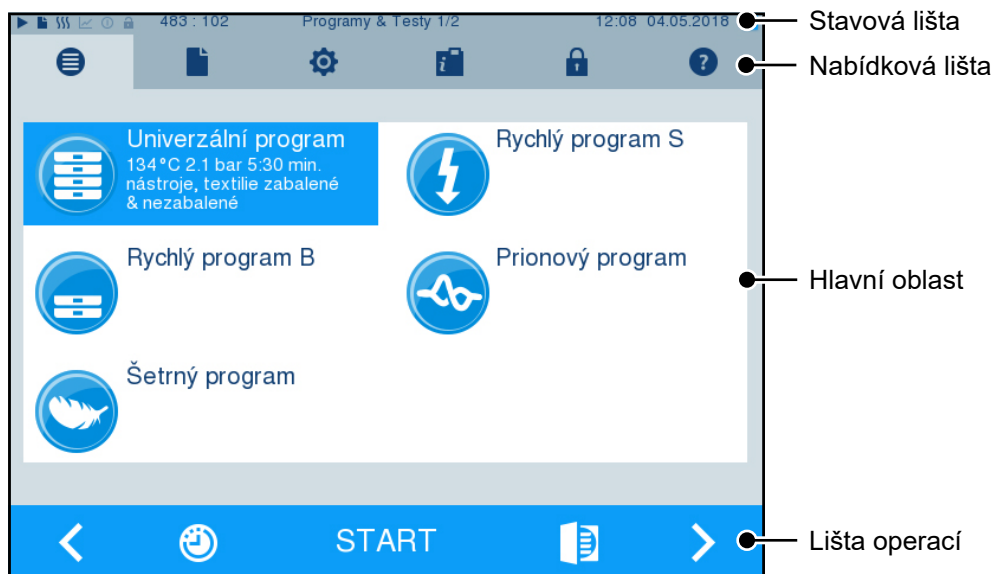 483 : 102 Programy & Testy 1/2 12:08 04.05.2018
Stavová lišta
Nabídková lišta
Univerzální program
134°C 2.1 bar 5:30 min.
nástroje, textilie zabalené
& nezabalené
Rychlý program S
Rychlý program B
Prionový program
Hlavní oblast
Šetrný program
START
Lišta operací